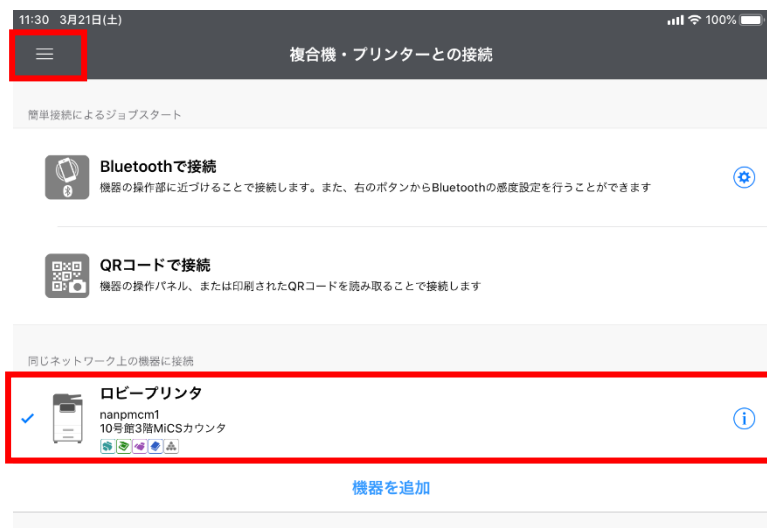 11:30 3月21日(土)
100%
複合機・プリンターとの接続
簡単接続によるジョブスタート
Bluetoothで接続
機器の操作部に近づけることで接続します。また、右のボタンからBluetoothの感度設定を行うことができます
QRコードで接続
機器の操作パネル、または印刷されたQRコードを読み取ることで接続します
同じネットワーク上の機器に接続
ロビープリンタ
nanpmcm1
10号館3階MiCSカウンタ
機器を追加